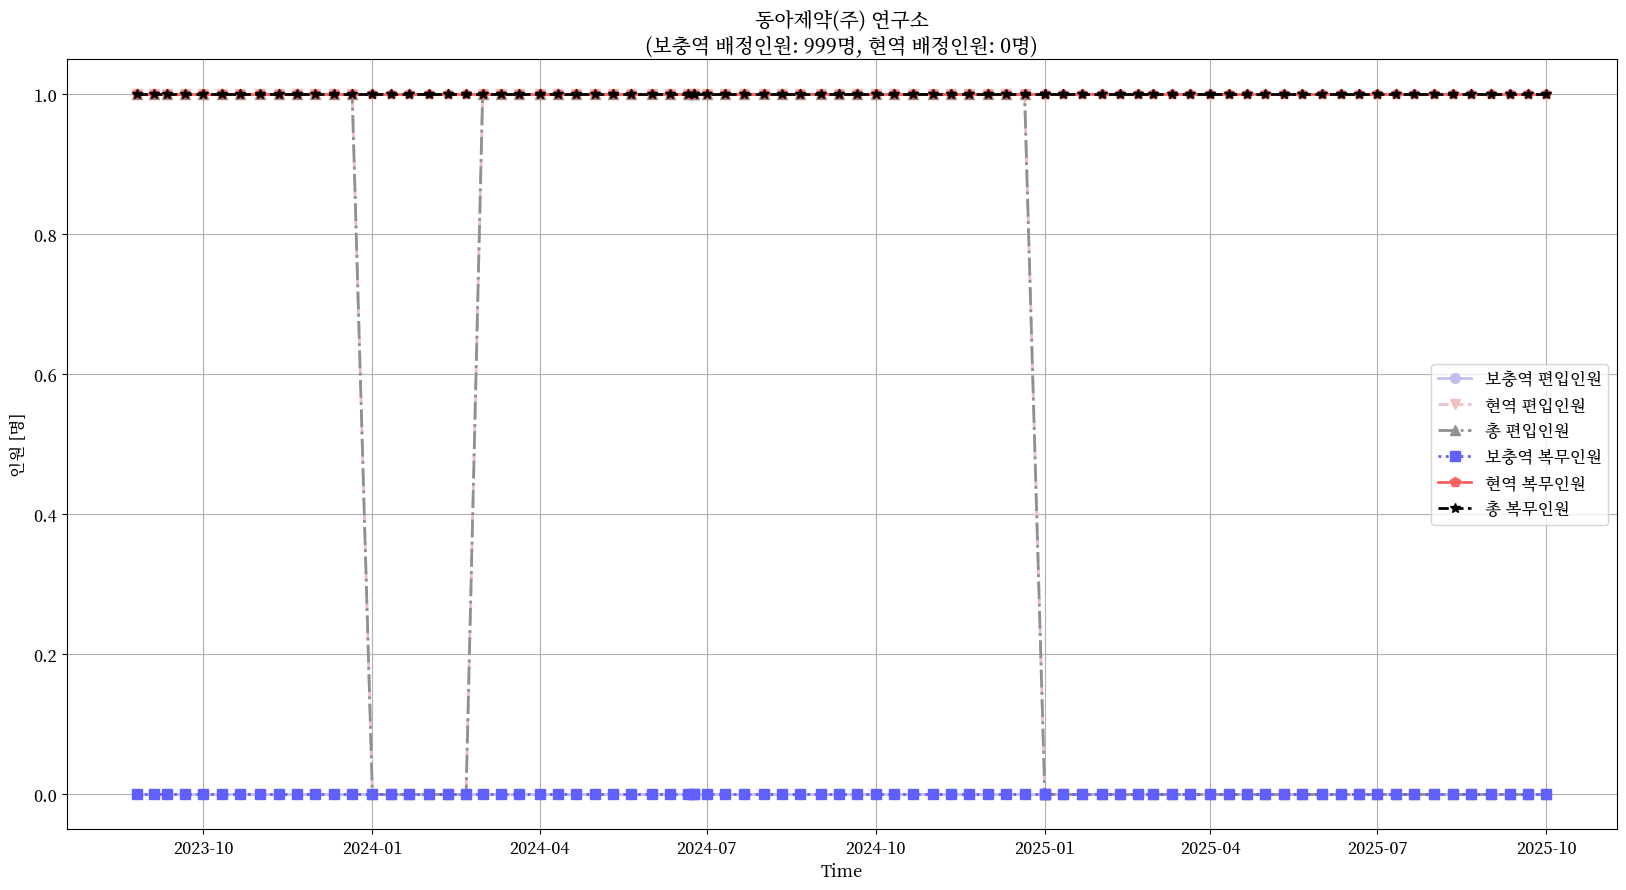 동아제약(주) 연구소
(보충역 배정인원: 999명, 현역 배정인원: 0명)
인원 [명]
1.0
0.8
0.6
0.4
0.2
0.0
보충역 편입인원
현역 편입인원
총 편입인원
보충역 복무인원
현역 복무인원
총 복무인원
2023-10
2024-01
2024-04
2024-07
2024-10
2025-01
2025-04
2025-07
2025-10
Time